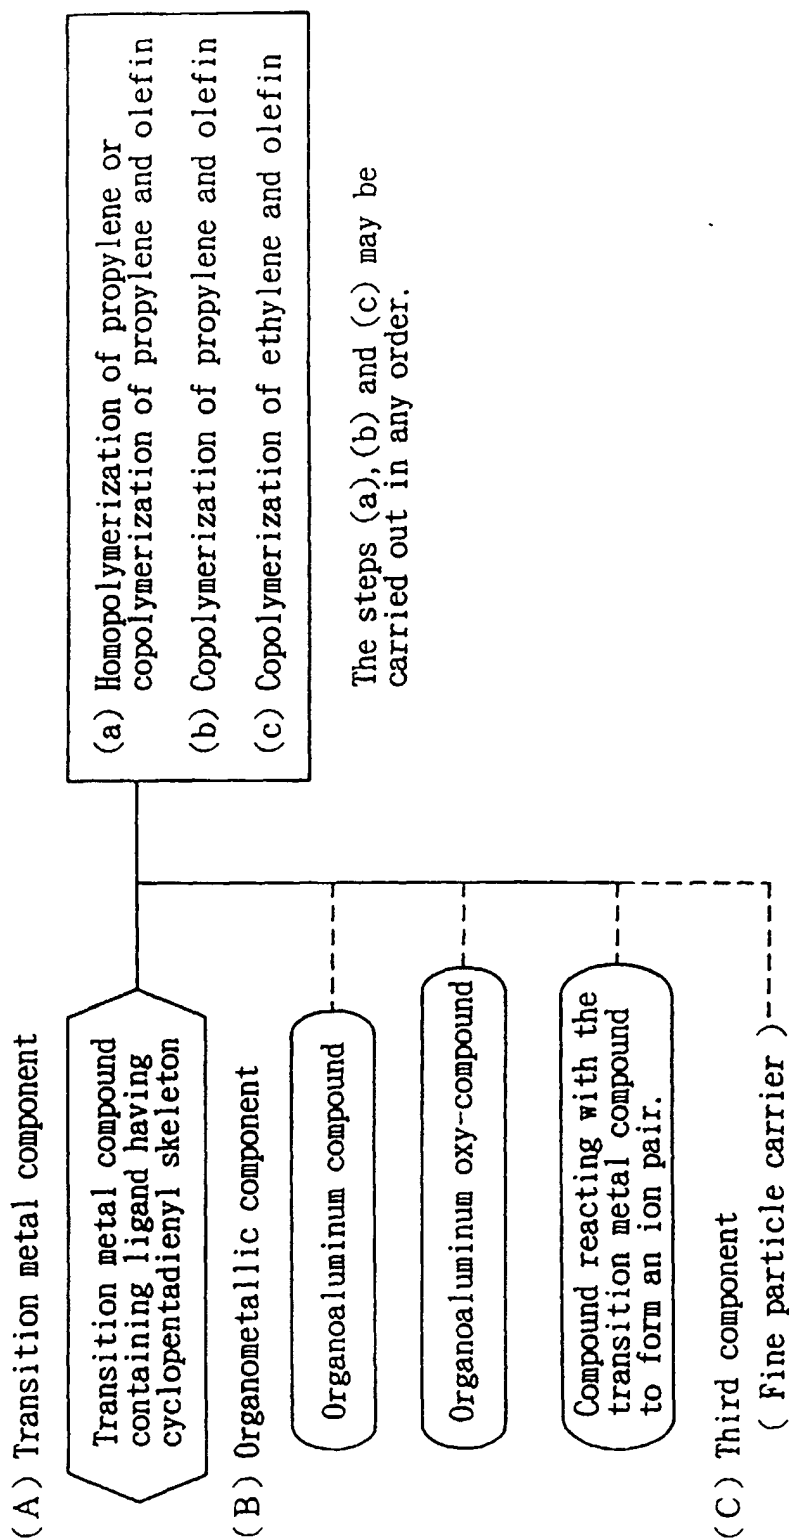 (A) Transition metal component
Transition metal compound
containing ligand having
cyclopentadienyl skeleton
(B) Organometallic component
Organoaluminum compound
Organoaluminum oxy-compound
Compound reacting with the
transition metal compound
to form an ion pair.
(C) Third component
( Fine particle carrier )
(a) Homopolymerization of propylene or
copolymerization of propylene and olefin
(b) Copolymerization of propylene and olefin
(c) Copolymerization of ethylene and olefin
The steps (a),(b) and (c) may be
carried out in any order.